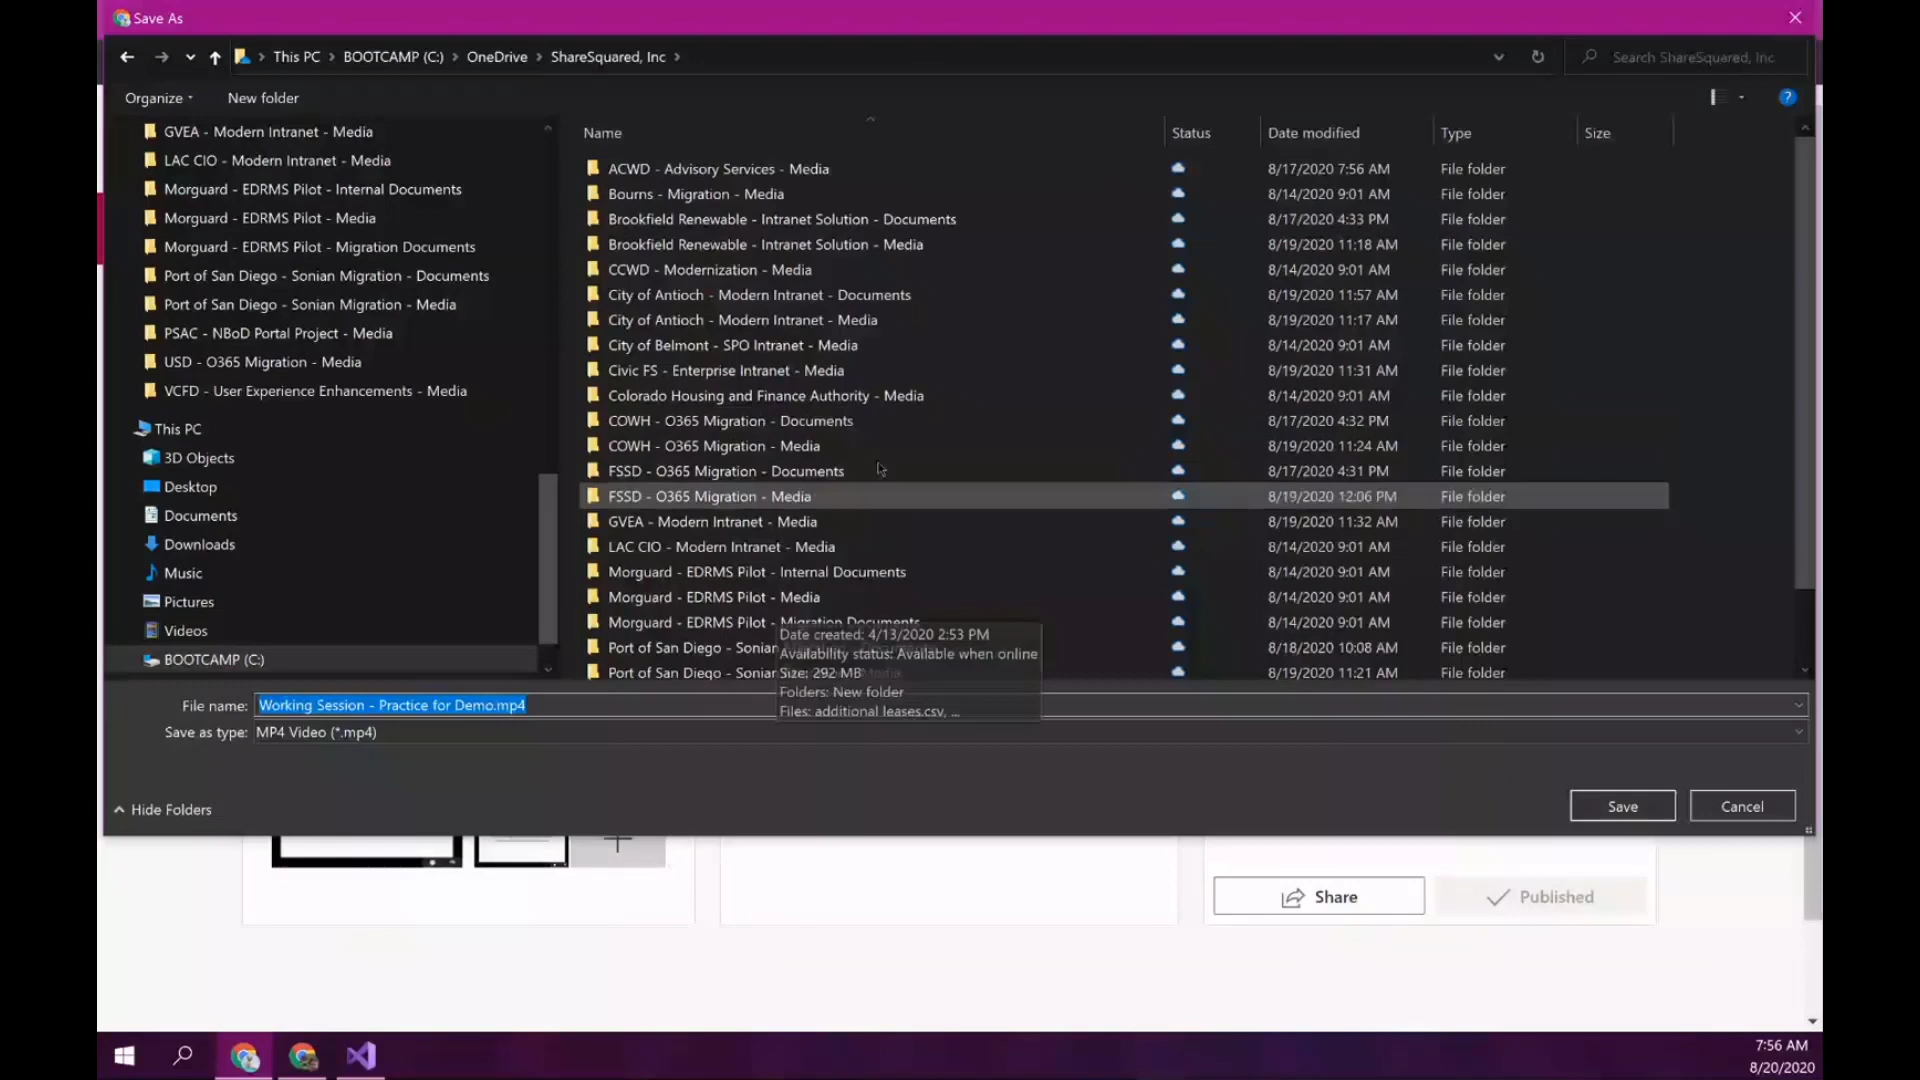 Save As
This PC > BOOTCAMP (C:) > OneDrive > ShareSquared, Inc >
Search ShareSquared, Inc
Organize
New folder
?
GVEA - Modern Intranet - Media
LAC CIO - Modern Intranet - Media
Morguard - EDRMS Pilot - Internal Documents
Morguard - EDRMS Pilot - Media
Morguard - EDRMS Pilot - Migration Documents
Port of San Diego - Sonian Migration - Documents
Port of San Diego - Sonian Migration - Media
PSAC - NBoD Portal Project - Media
USD - O365 Migration - Media
VCFD - User Experience Enhancements - Media
This PC
3D Objects
Desktop
Documents
Downloads
Music
Pictures
Videos
BOOTCAMP (C:)
Name Status Date modified Type Size
ACWD - Advisory Services - Media 8/17/2020 7:56 AM File folder
Bourns - Migration - Media 8/14/2020 9:01 AM File folder
Brookfield Renewable - Intranet Solution - Documents 8/17/2020 4:33 PM File folder
Brookfield Renewable - Intranet Solution - Media 8/19/2020 11:18 AM File folder
CCWD - Modernization - Media 8/14/2020 9:01 AM File folder
City of Antioch - Modern Intranet - Documents 8/19/2020 11:57 AM File folder
City of Antioch - Modern Intranet - Media 8/19/2020 11:17 AM File folder
City of Belmont - SPO Intranet - Media 8/14/2020 9:01 AM File folder
Civic FS - Enterprise Intranet - Media 8/19/2020 11:31 AM File folder
Colorado Housing and Finance Authority - Media 8/14/2020 9:01 AM File folder
COWH - O365 Migration - Documents 8/17/2020 4:32 PM File folder
COWH - O365 Migration - Media 8/19/2020 11:24 AM File folder
FSSD - O365 Migration - Documents 8/17/2020 4:31 PM File folder
FSSD - O365 Migration - Media 8/19/2020 12:06 PM File folder
GVEA - Modern Intranet - Media 8/19/2020 11:32 AM File folder
LAC CIO - Modern Intranet - Media 8/14/2020 9:01 AM File folder
Morguard - EDRMS Pilot - Internal Documents 8/14/2020 9:01 AM File folder
Morguard - EDRMS Pilot - Media 8/14/2020 9:01 AM File folder
Morguard - EDRMS Pilot - Migration Documents 8/14/2020 9:01 AM File folder
Port of San Diego - Sonian 8/18/2020 10:08 AM File folder
Port of San Diego - Sonian 8/19/2020 11:21 AM File folder
Date created: 4/13/2020 2:53 PM
Availability status: Available when online
Size: 292 MB
Folders: New folder
Files: additional leases.csv, ...
File name: Working Session - Practice for Demo.mp4
Save as type: MP4 Video (*.mp4)
Hide Folders
Save
Cancel
Share
Published
7:56 AM
8/20/2020